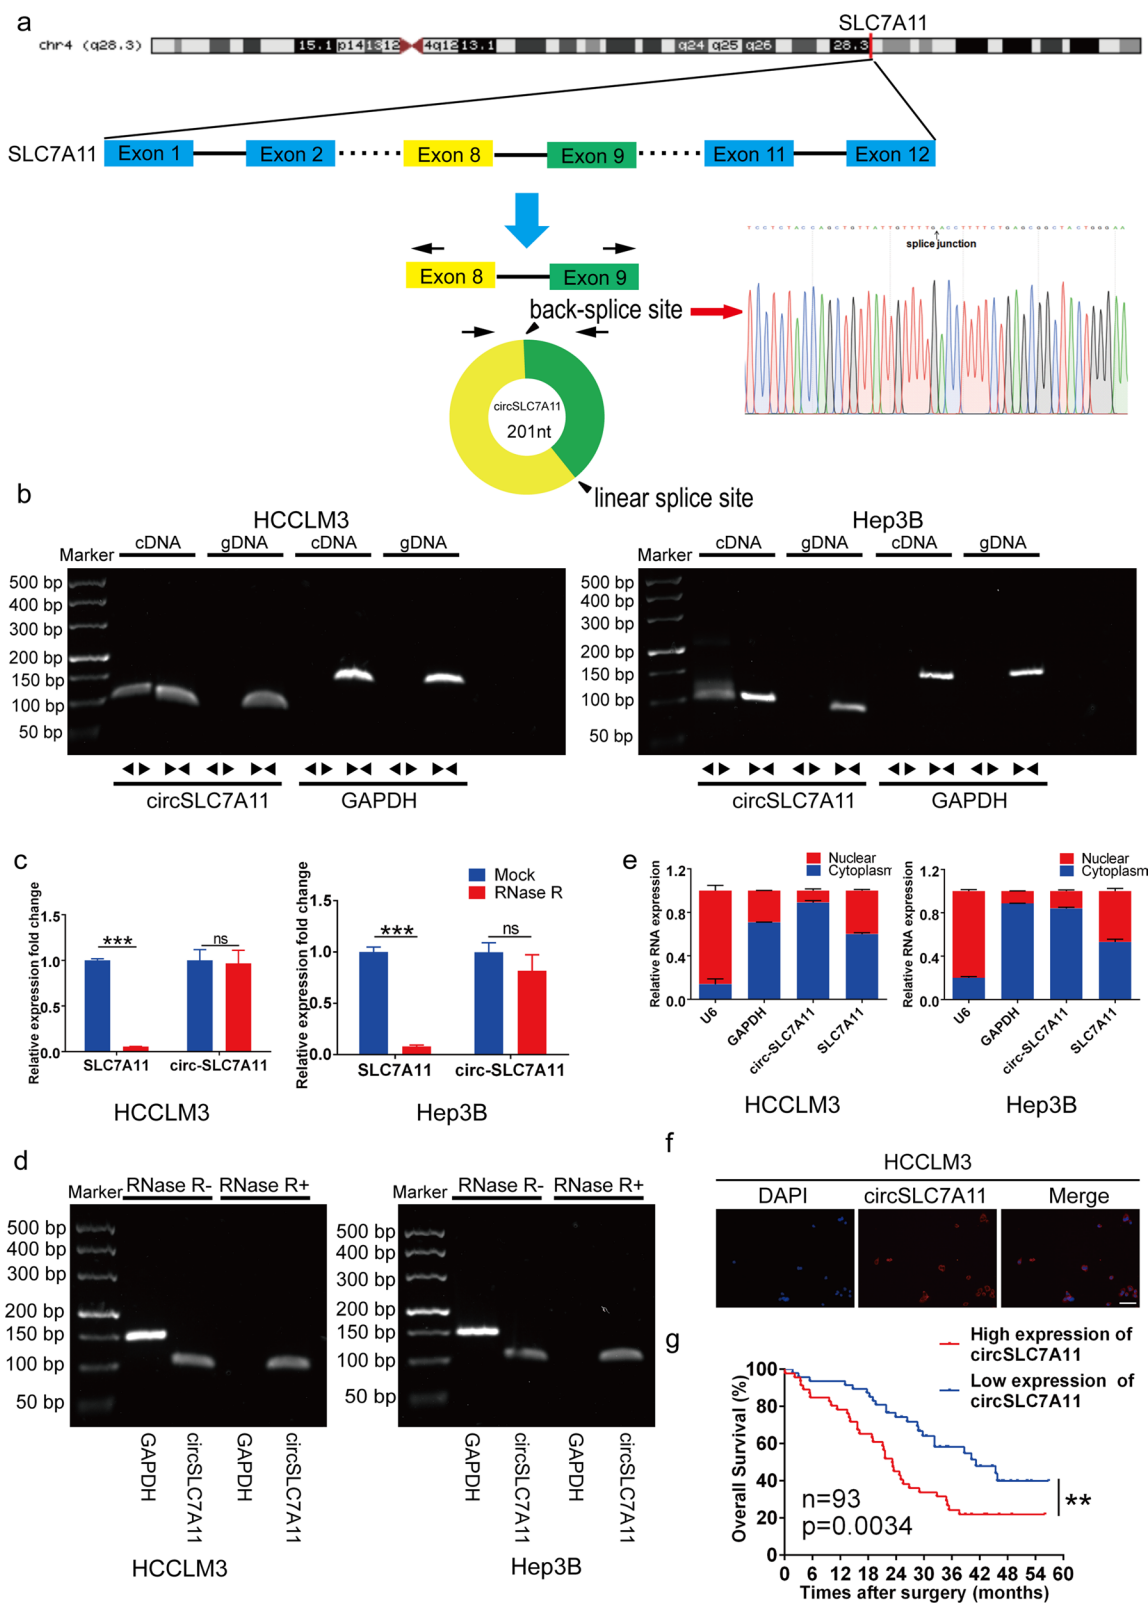 a
SLC7A11
chr4 (q28.3)
15.1 p14 13 12 4q12 13.1 q24 q25 q26 28.3
SLC7A11 Exon 1 Exon 2 Exon 8 Exon 9 Exon 11 Exon 12
TCCTCTACCAGCTGTTATTGTTTTGACCTTTTCTGAGCGGCTACTGGGAA
splice junction
Exon 8 Exon 9
back-splice site
circSLC7A11
201nt
linear splice site
b
HCCLM3
Marker cDNA gDNA cDNA gDNA
500 bp
400 bp
300 bp
200 bp
150 bp
100 bp
50 bp
circSLC7A11 GAPDH
Hep3B
Marker cDNA gDNA cDNA gDNA
500 bp
400 bp
300 bp
200 bp
150 bp
100 bp
50 bp
circSLC7A11 GAPDH
c
Relative expression fold change
1.5
1.0
0.5
0.0
*** ns
SLC7A11 circ-SLC7A11
HCCLM3
Mock
RNase R
Relative expression fold change
1.5
1.0
0.5
0.0
*** ns
SLC7A11 circ-SLC7A11
Hep3B
e
Nuclear
Cytoplasm
Relative RNA expression
1.2
0.8
0.4
0.0
U6 GAPDH circ-SLC7A11 SLC7A11
HCCLM3
Nuclear
Cytoplasm
Relative RNA expression
1.2
0.8
0.4
0.0
U6 GAPDH circ-SLC7A11 SLC7A11
Hep3B
d
Marker RNase R- RNase R+
500 bp
400 bp
300 bp
200 bp
150 bp
100 bp
50 bp
GAPDH circSLC7A11 GAPDH circSLC7A11
HCCLM3
Marker RNase R- RNase R+
500 bp
400 bp
300 bp
200 bp
150 bp
100 bp
50 bp
GAPDH circSLC7A11 GAPDH circSLC7A11
Hep3B
f
HCCLM3
DAPI circSLC7A11 Merge
g
High expression of
circSLC7A11
Low expression of
circSLC7A11
Overall Survival (%)
100
80
60
40
20
0
n=93
p=0.0034
**
0 6 12 18 24 30 36 42 48 54 60
Times after surgery (months)